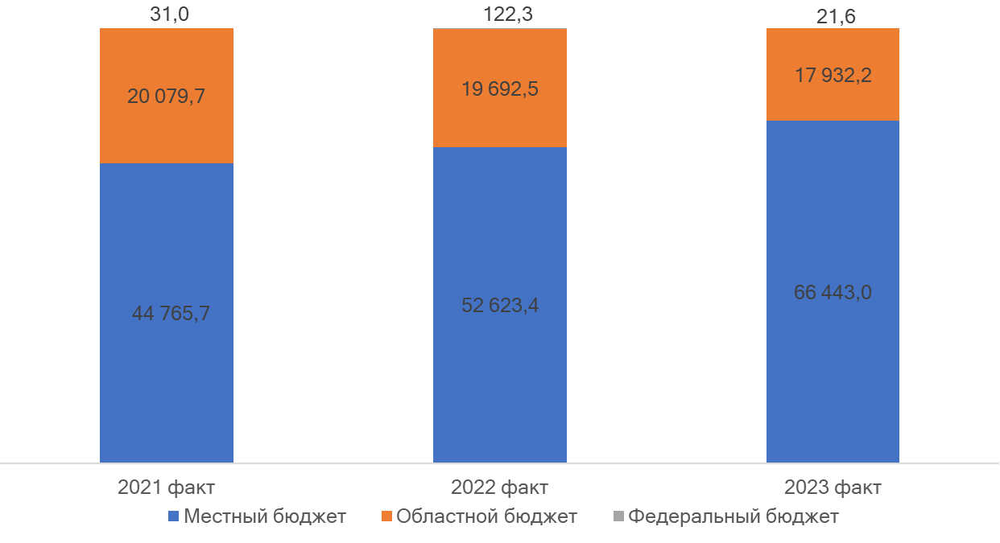 31,0 122,3 21,6
20 079,7 19 692,5 17 932,2
44 765,7 52 623,4 66 443,0
2021 факт 2022 факт 2023 факт
Местный бюджет Областной бюджет Федеральный бюджет